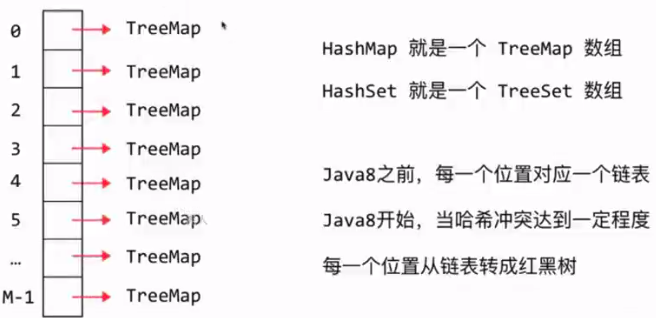 0 TreeMap
1 TreeMap
2 TreeMap
3 TreeMap
4 TreeMap
5 TreeMap
… TreeMap
M-1 TreeMap
HashMap 就是一个 TreeMap 数组
HashSet 就是一个 TreeSet 数组
Java8之前，每一个位置对应一个链表
Java8开始，当哈希冲突达到一定程度
每一个位置从链表转成红黑树